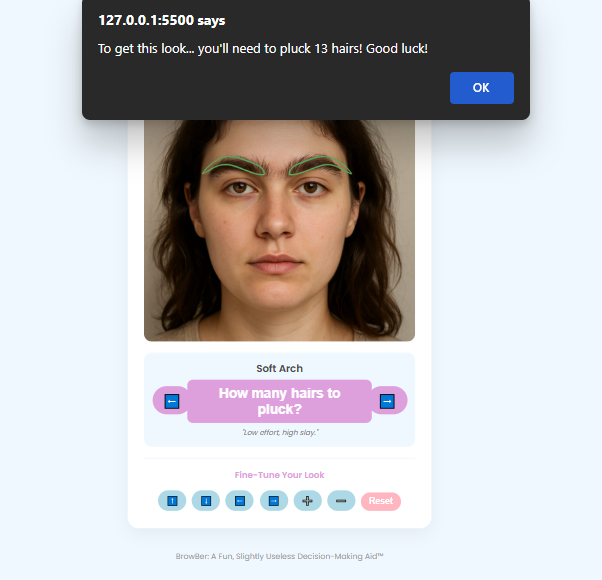 127.0.0.1:5500 says
To get this look... you'll need to pluck 13 hairs! Good luck!
OK
Soft Arch
How many hairs to
pluck?
"Low effort, high slay."
Fine-Tune Your Look
Reset
BrowBer: A Fun, Slightly Useless Decision-Making Aid™